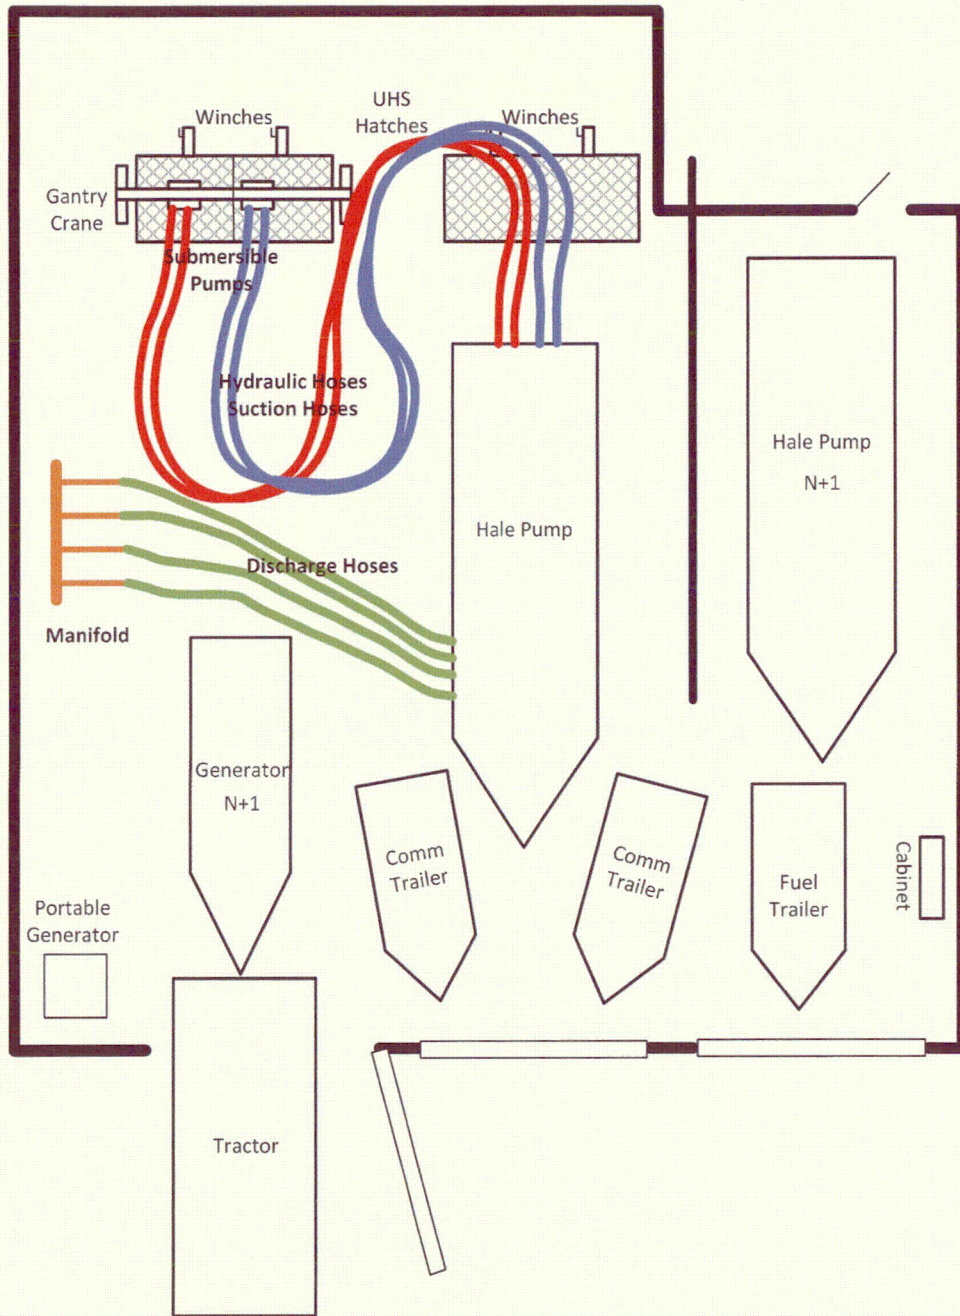 UHS
Hatches
Winches
Winches
Gantry
Crane
Submersible
Pumps
Hydraulic Hoses
Suction Hoses
Hale Pump
N+1
Hale Pump
Discharge Hoses
Manifold
Generator
N+1
Comm
Trailer
Comm
Trailer
Fuel
Trailer
Cabinet
Portable
Generator
Tractor